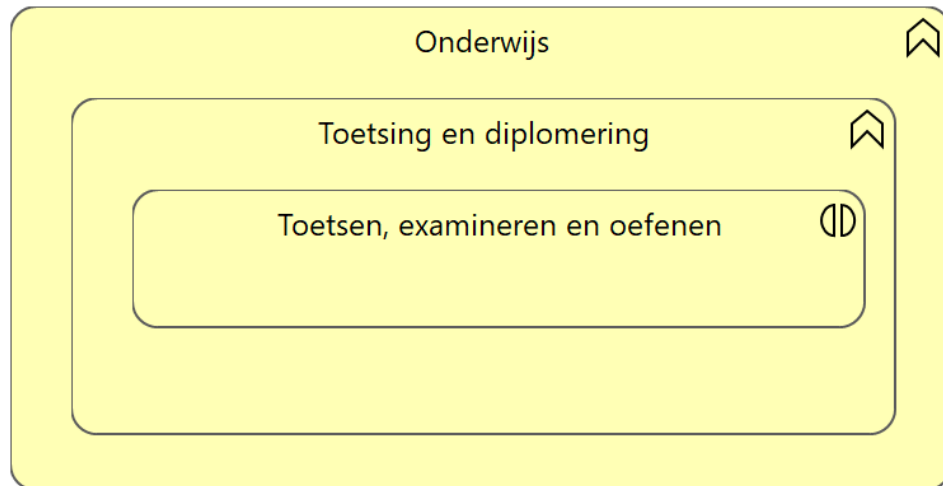 Onderwijs
Toetsing en diplomering
Toetsen, examineren en oefenen